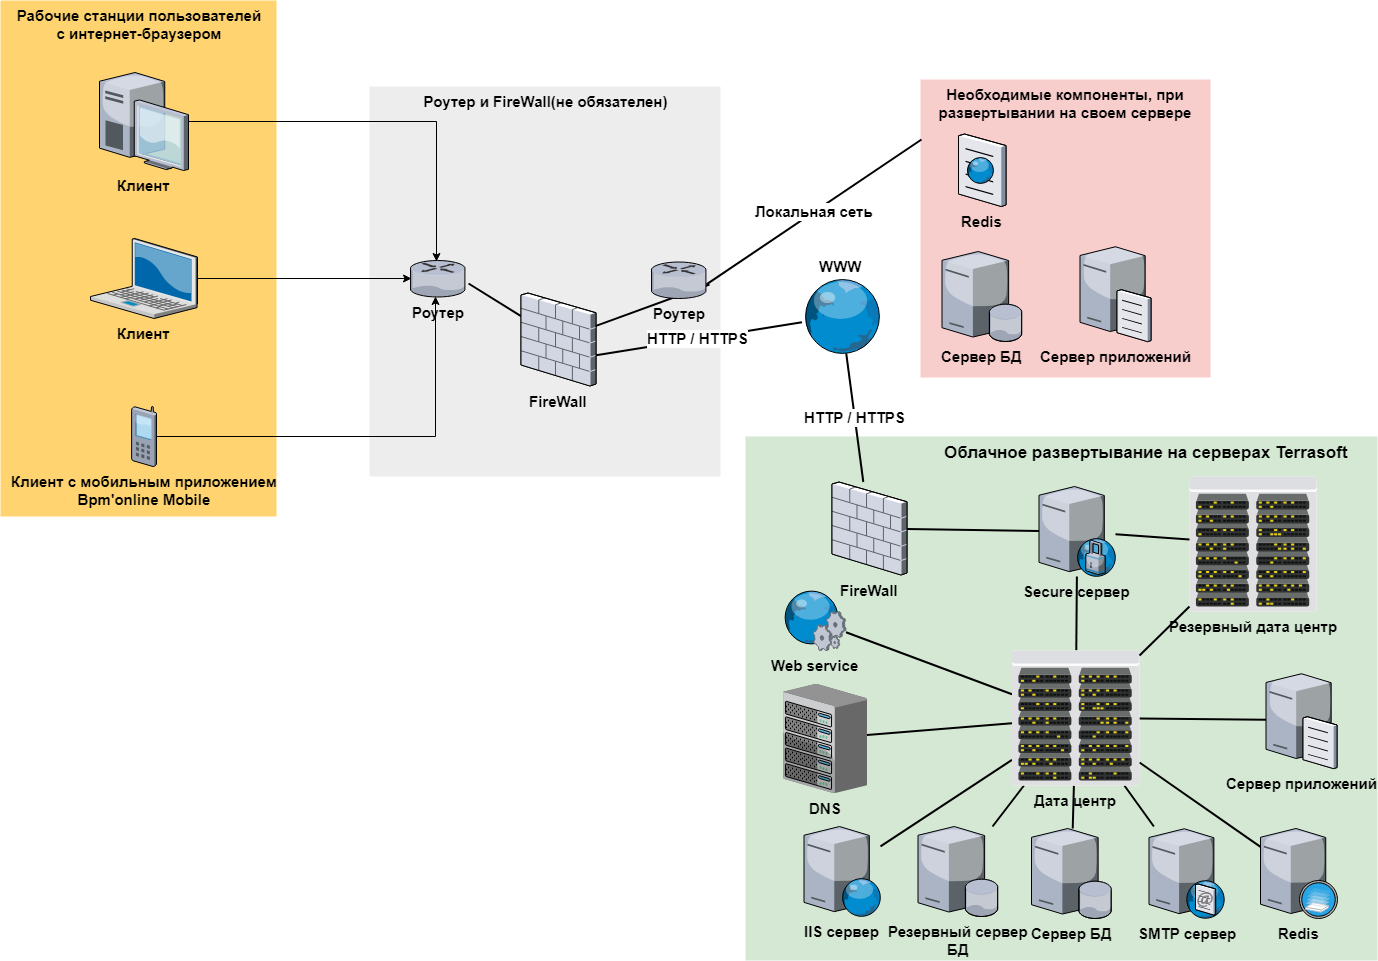 Рабочие станции пользователей
с интернет-браузером
Клиент
Клиент
Клиент с мобильным приложением
Bpm'online Mobile
Роутер и FireWall(не обязателен)
Роутер
FireWall
Роутер
Локальная сеть
HTTP / HTTPS
WWW
HTTP / HTTPS
Необходимые компоненты, при
развертывании на своем сервере
Redis
Сервер БД
Сервер приложений
Облачное развертывание на серверах Terrasoft
FireWall
Secure сервер
Резервный дата центр
Web service
DNS
Дата центр
Сервер приложений
IIS сервер
Резервный сервер
БД
Сервер БД
SMTP сервер
Redis